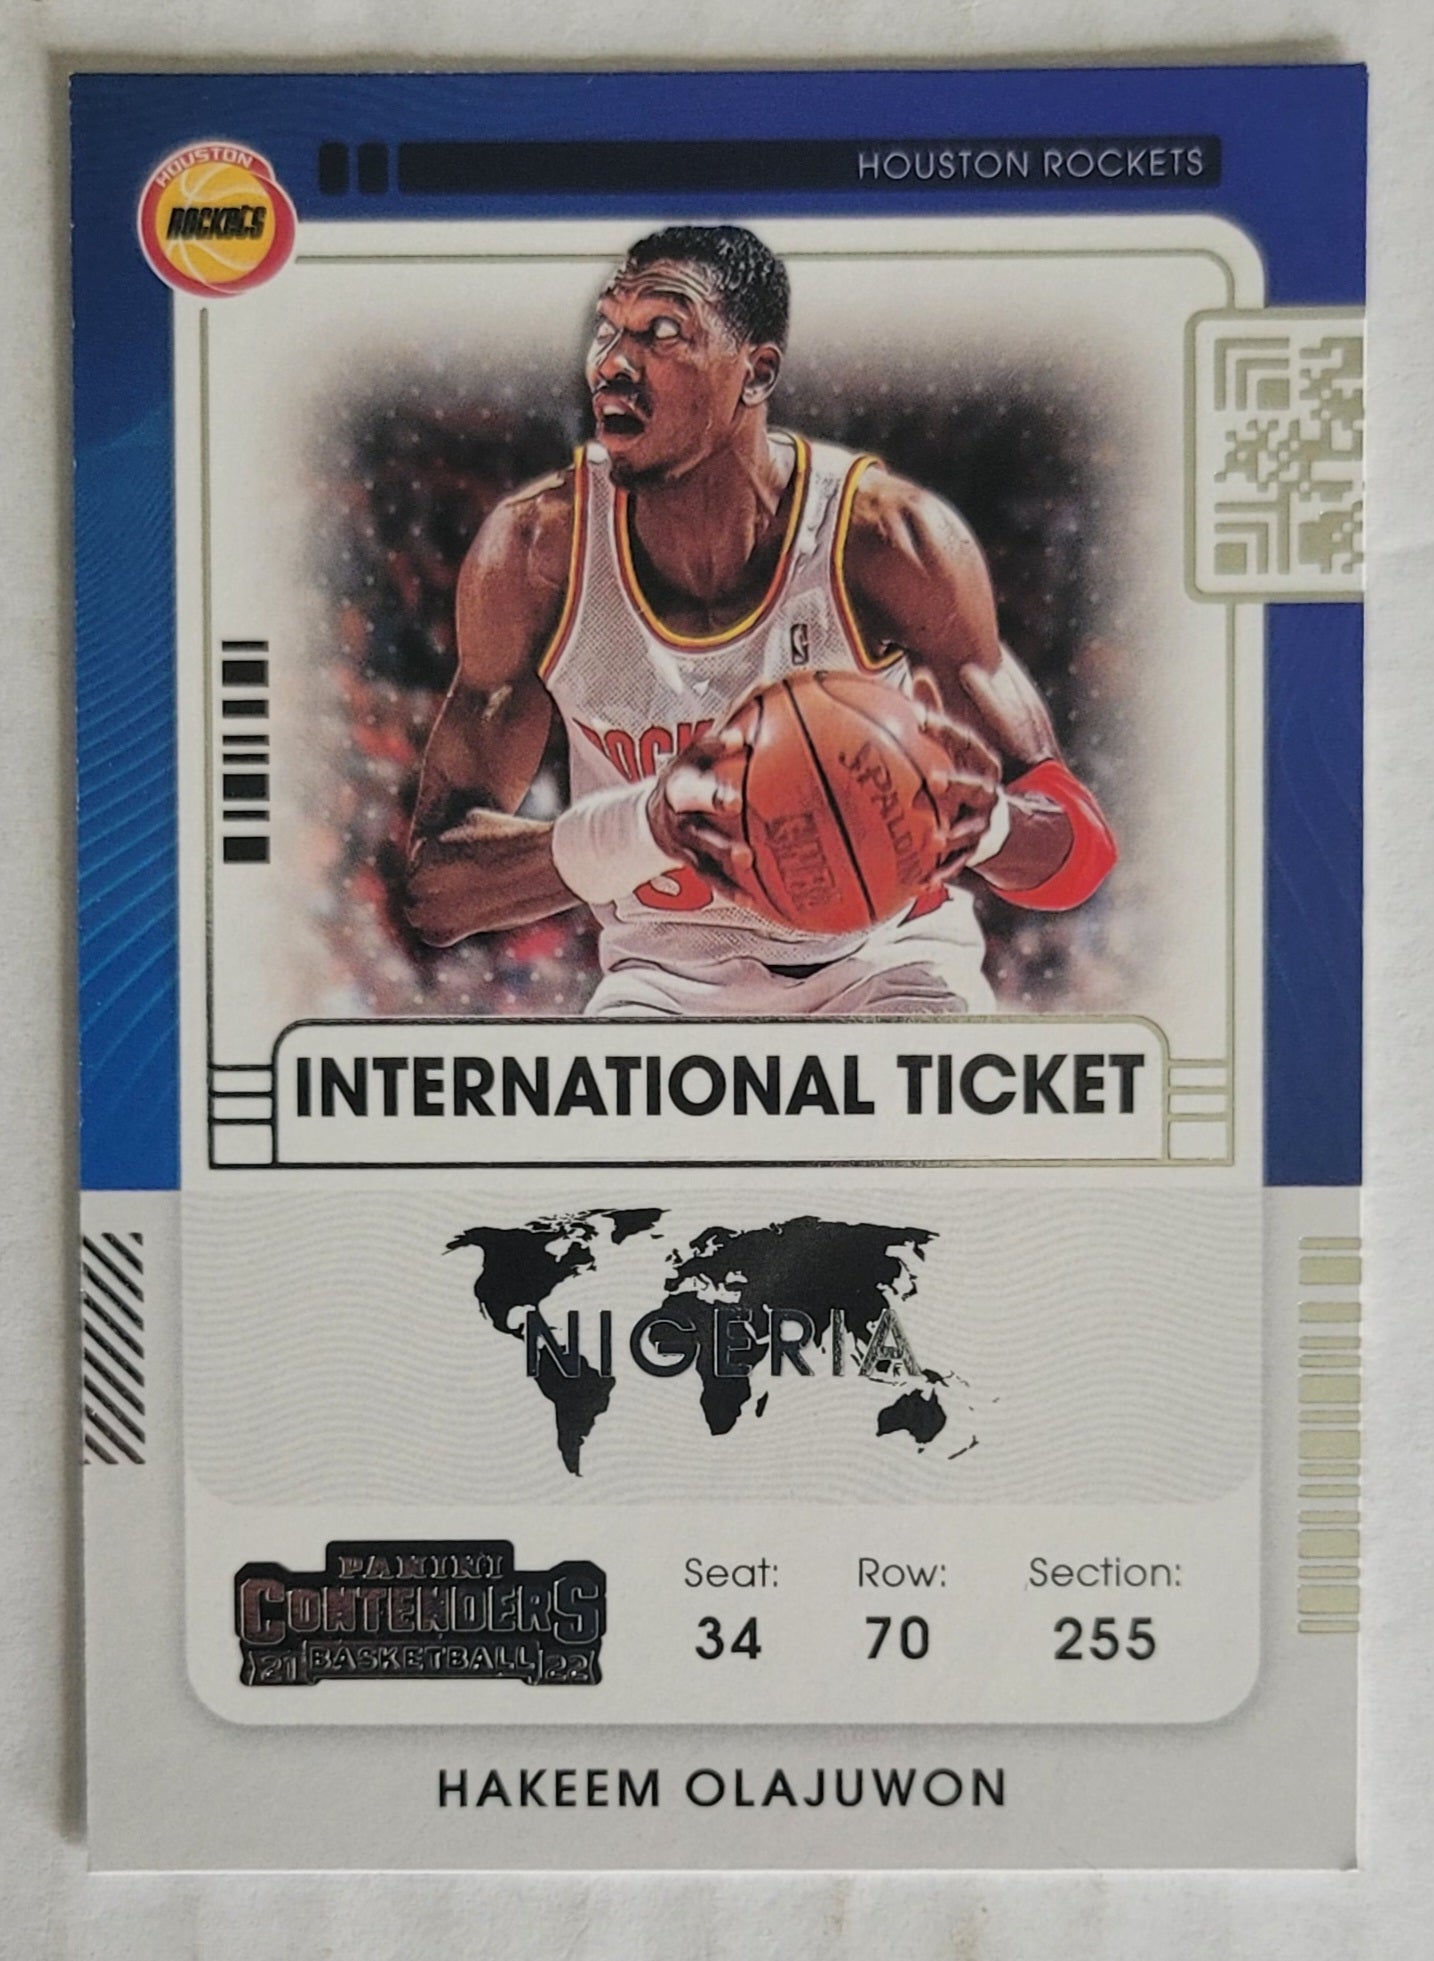 HOUSTON ROCKETS
HOUSTON
ROCKETS
ROCK
SPALDING
INTERNATIONAL TICKET
NIGERIA
PANINI
CONTENDERS
21 BASKETBALL 22
Seat: Row: Section:
34 70 255
HAKEEM OLAJUWON